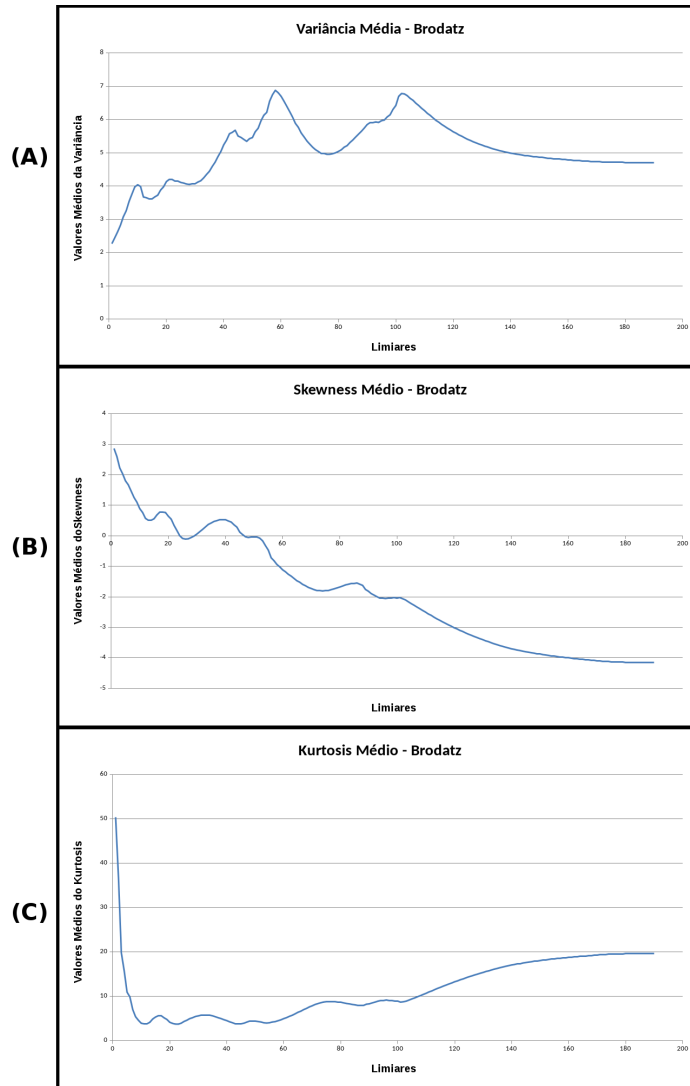 (A)
Variância Média - Brodatz
Valores Médios da Variância
8
7
6
5
4
3
2
1
0
0 20 40 60 80 100 120 140 160 180 200
Limiares
(B)
Skewness Médio - Brodatz
Valores Médios doSkewness
4
3
2
1
0
-1
-2
-3
-4
-5
0 20 40 60 80 100 120 140 160 180 200
Limiares
(C)
Kurtosis Médio - Brodatz
Valores Médios do Kurtosis
60
50
40
30
20
10
0
0 20 40 60 80 100 120 140 160 180 200
Limiares